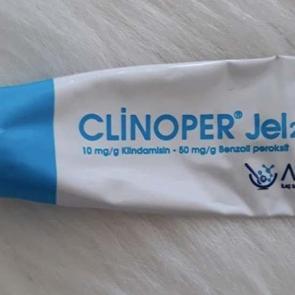 CLİNOPER® Jel
10 mg/g Klindamisin - 50 mg/g Benzoil peroksit